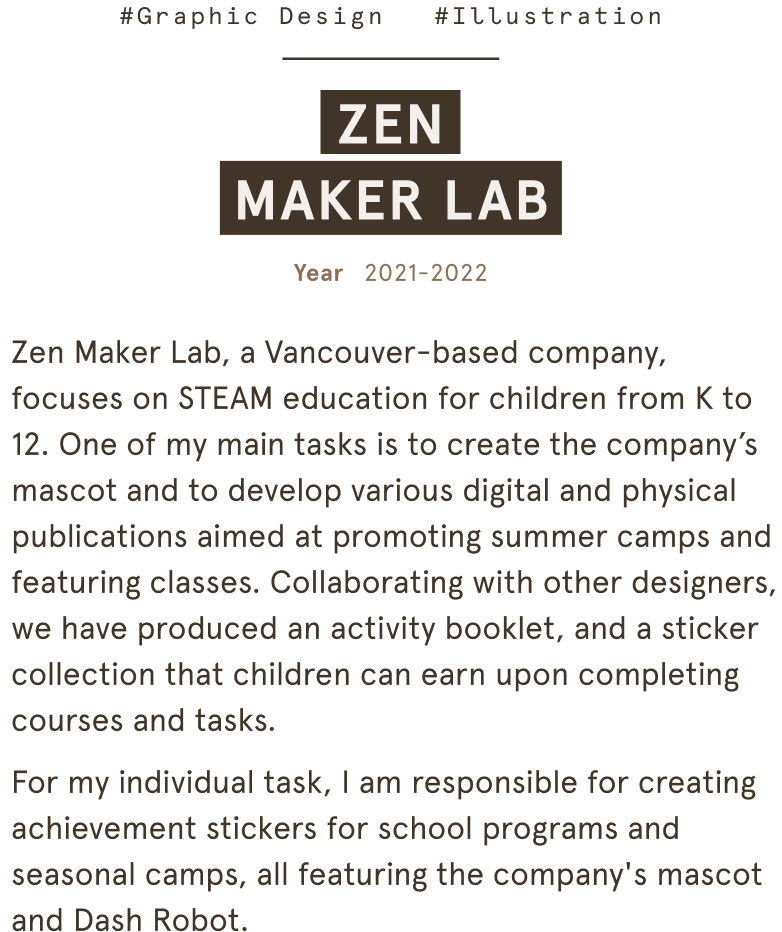 #Graphic Design #Illustration
ZEN
MAKER LAB
Year 2021-2022
Zen Maker Lab, a Vancouver-based company,
focuses on STEAM education for children from K to
12. One of my main tasks is to create the company’s
mascot and to develop various digital and physical
publications aimed at promoting summer camps and
featuring classes. Collaborating with other designers,
we have produced an activity booklet, and a sticker
collection that children can earn upon completing
courses and tasks.
For my individual task, I am responsible for creating
achievement stickers for school programs and
seasonal camps, all featuring the company's mascot
and Dash Robot.